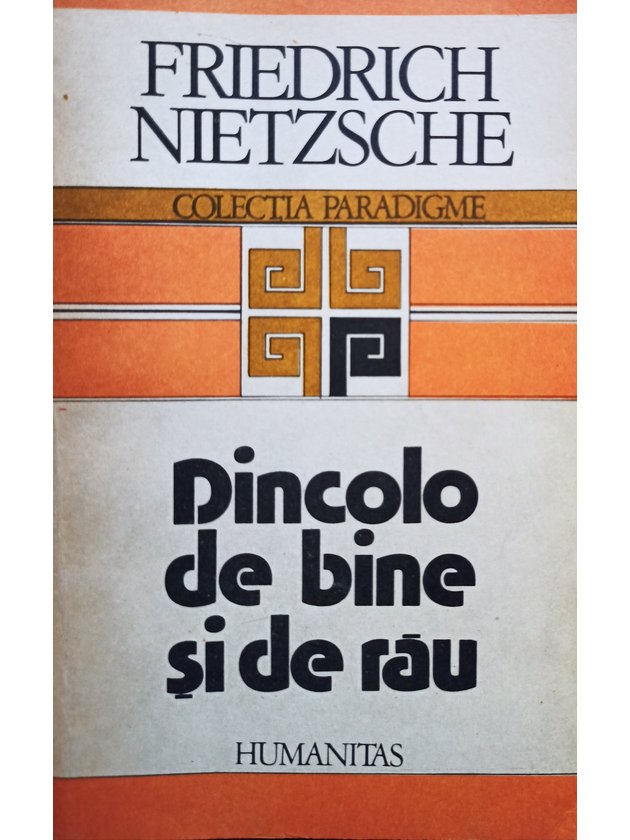 FRIEDRICH
NIETZSCHE
COLECȚIA PARADIGME
Dincolo
de bine
și de rău
HUMANITAS